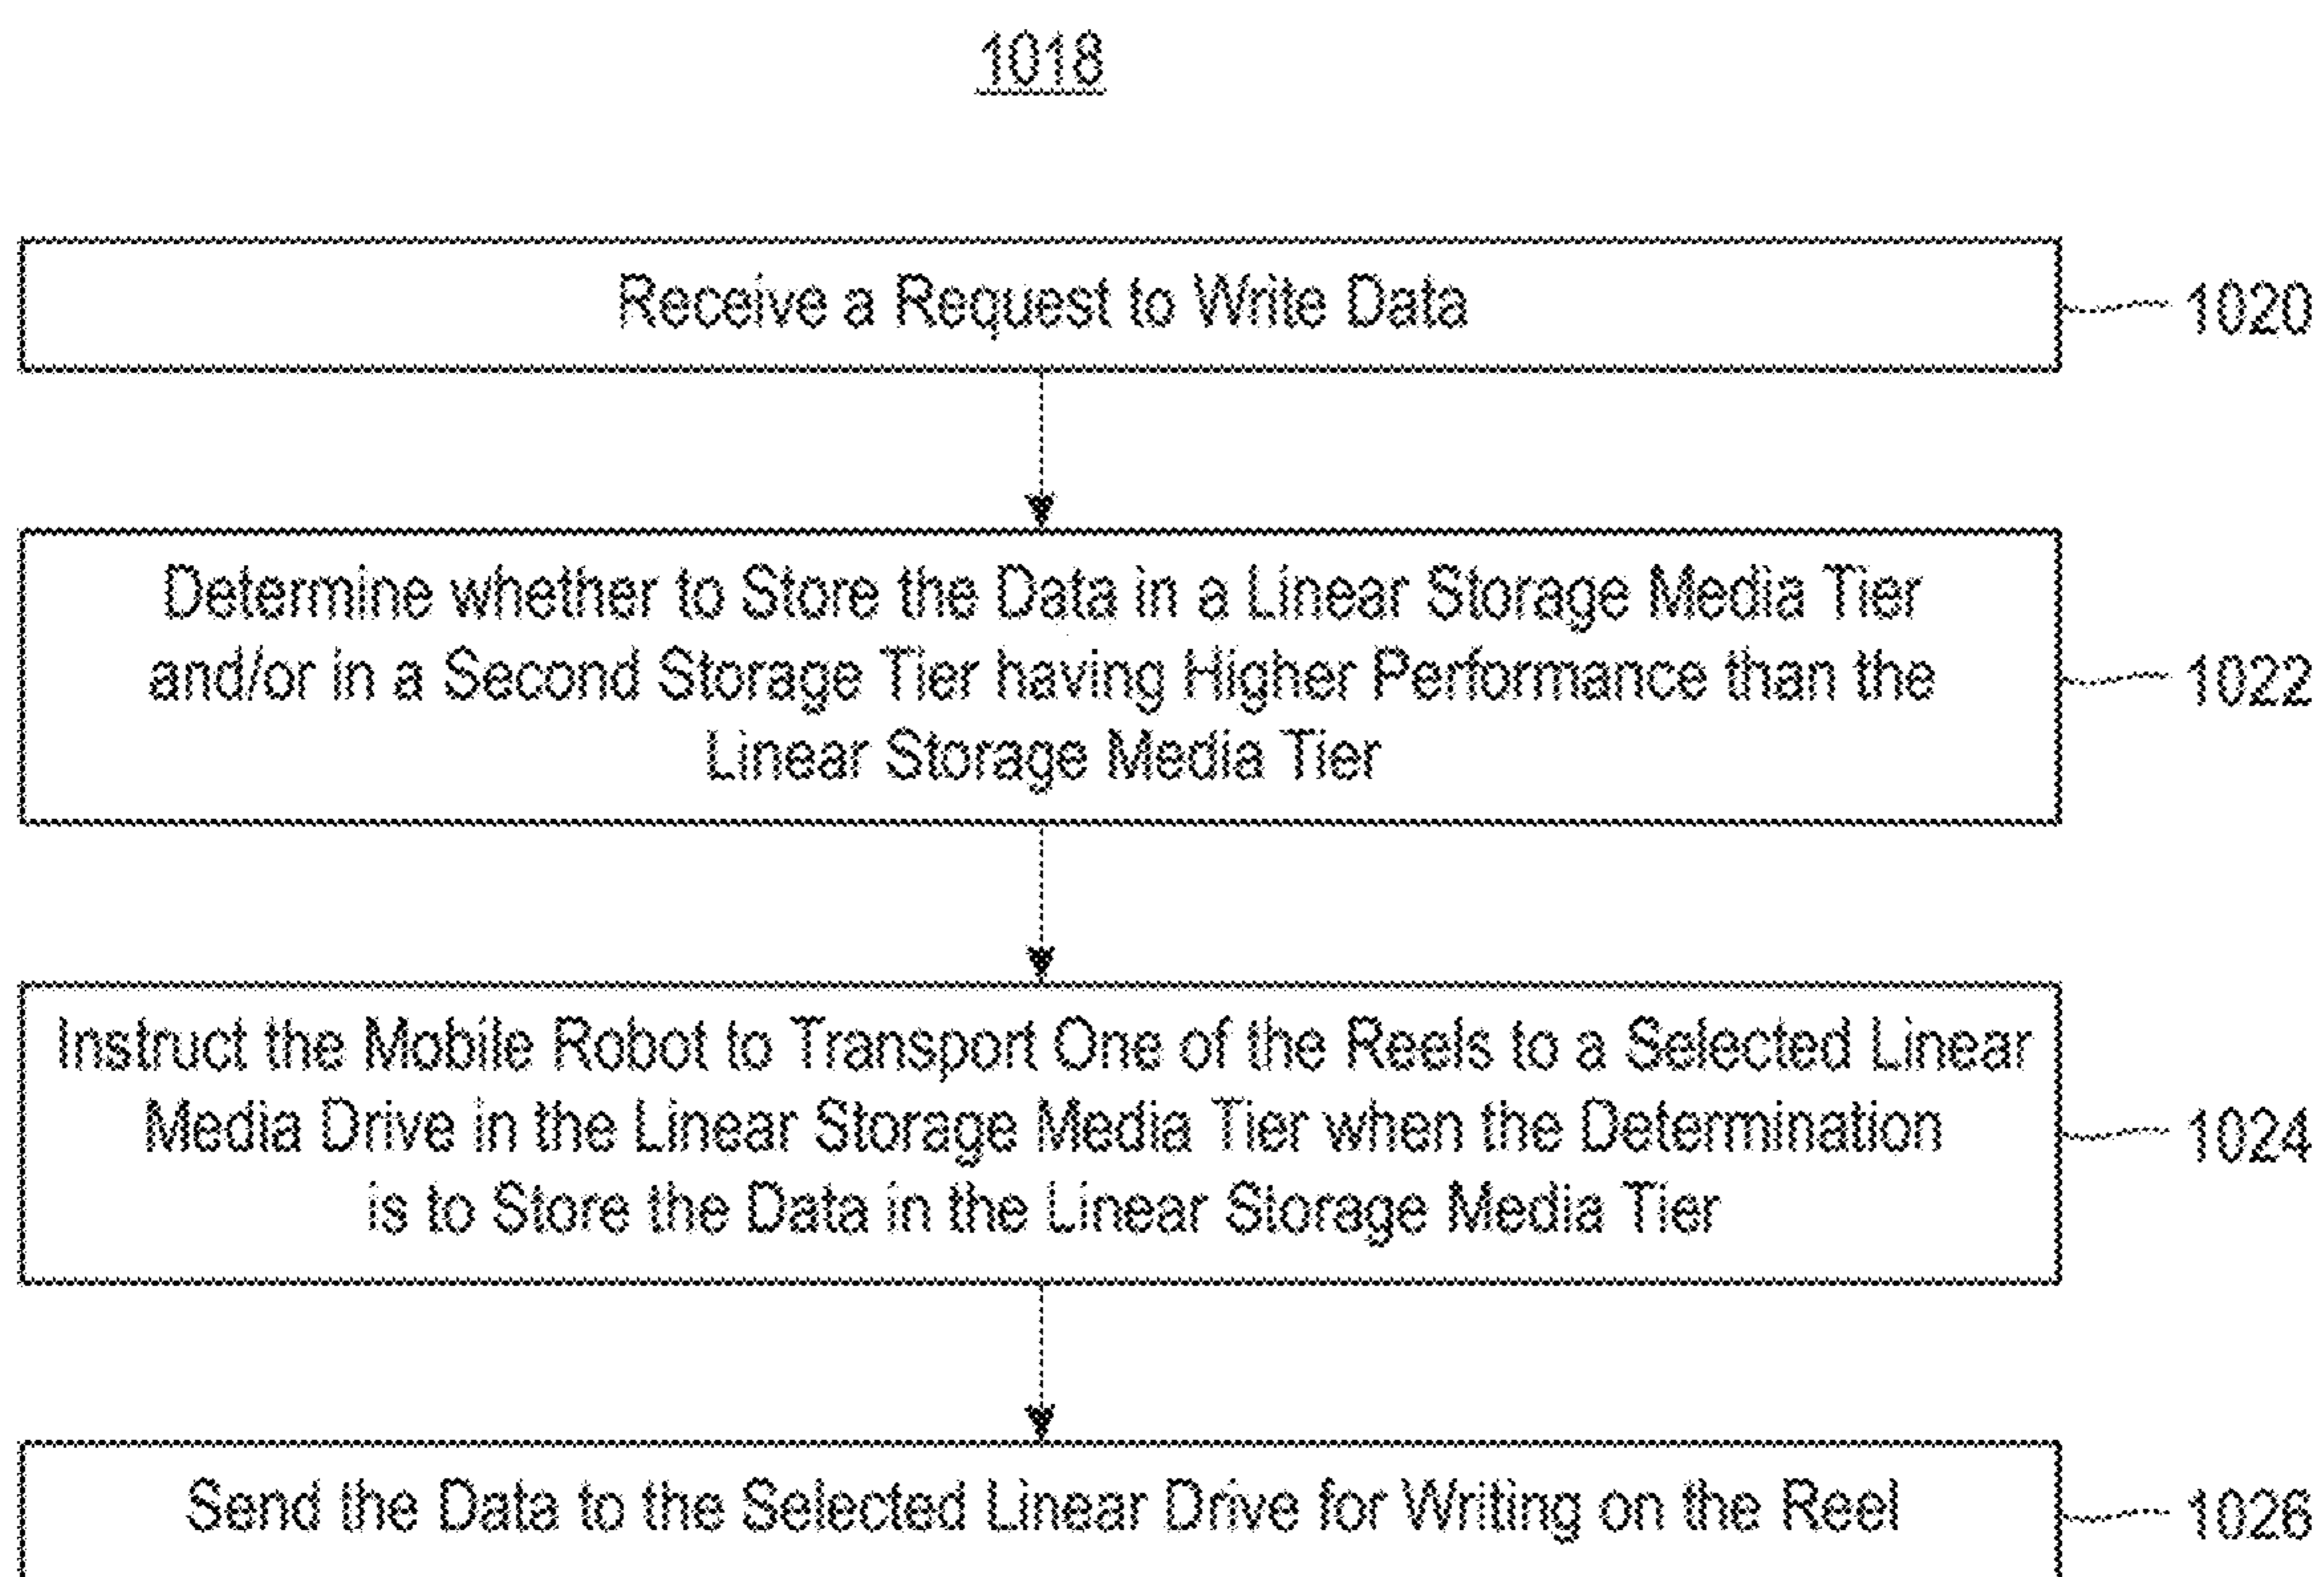 1018
Receive a Request to Write Data
1020
Determine whether to Store the Data in a Linear Storage Media Tier
and/or in a Second Storage Tier having Higher Performance than the
1022
Linear Storage Media Tier
Instruct the Mobile Robot to Transport One of the Reels to a Selected Linear
Media Drive in the Linear Storage Media Tier when the Determination
1024
is to Store the Data in the Linear Storage Media Tier
Send the Data to the Selected Linear Drive for Writing on the Reel
1026